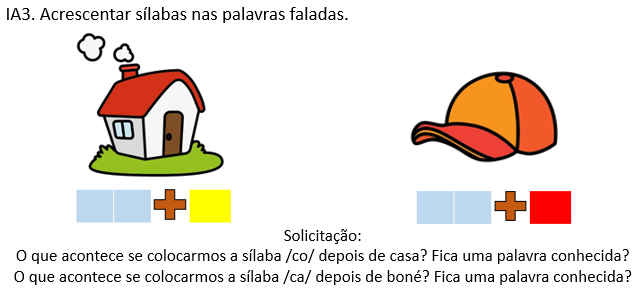 IA3. Acrescentar sílabas nas palavras faladas.
Solicitação:
O que acontece se colocarmos a sílaba /co/ depois de casa? Fica uma palavra conhecida?
O que acontece se colocarmos a sílaba /ca/ depois de boné? Fica uma palavra conhecida?